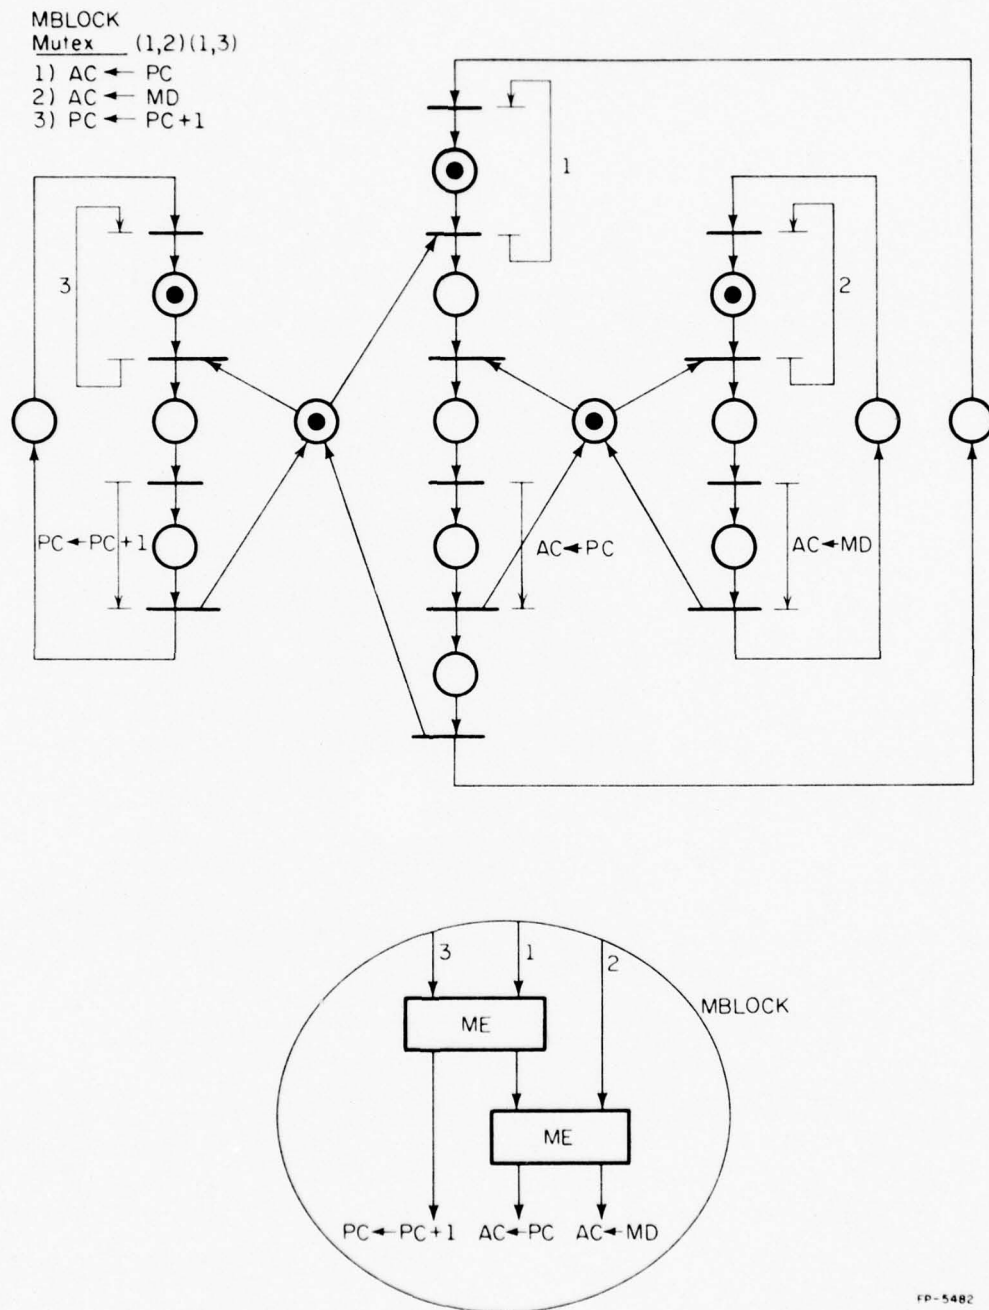 MBLOCK
Mutex (1,2)(1,3)
1) AC ← PC
2) AC ← MD
3) PC ← PC+1
1
3
2
PC←PC+1
AC←PC
AC←MD
3
1
2
MBLOCK
ME
ME
PC←PC+1 AC←PC AC←MD
FP-5482